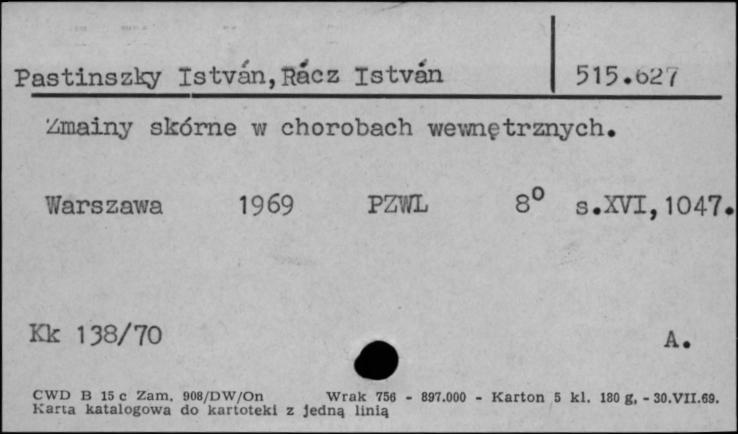 Pastinszky István, Rácz István 515.627
Zmainy skórne w chorobach wewnętrznych.
Warszawa 1969 PZWL 8° s.XVI, 1047.
Kk 138/70 A.
CWD B 15 c Zam. 908/DW/On Wrak 756 - 897.000 - Karton 5 kl. 180 g, - 30.VII.69.
Karta katalogowa do kartoteki z jedną linią